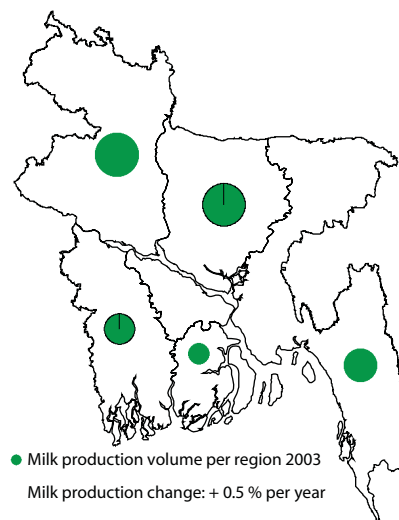 Milk production volume per region 2003
Milk production change: + 0.5 % per year